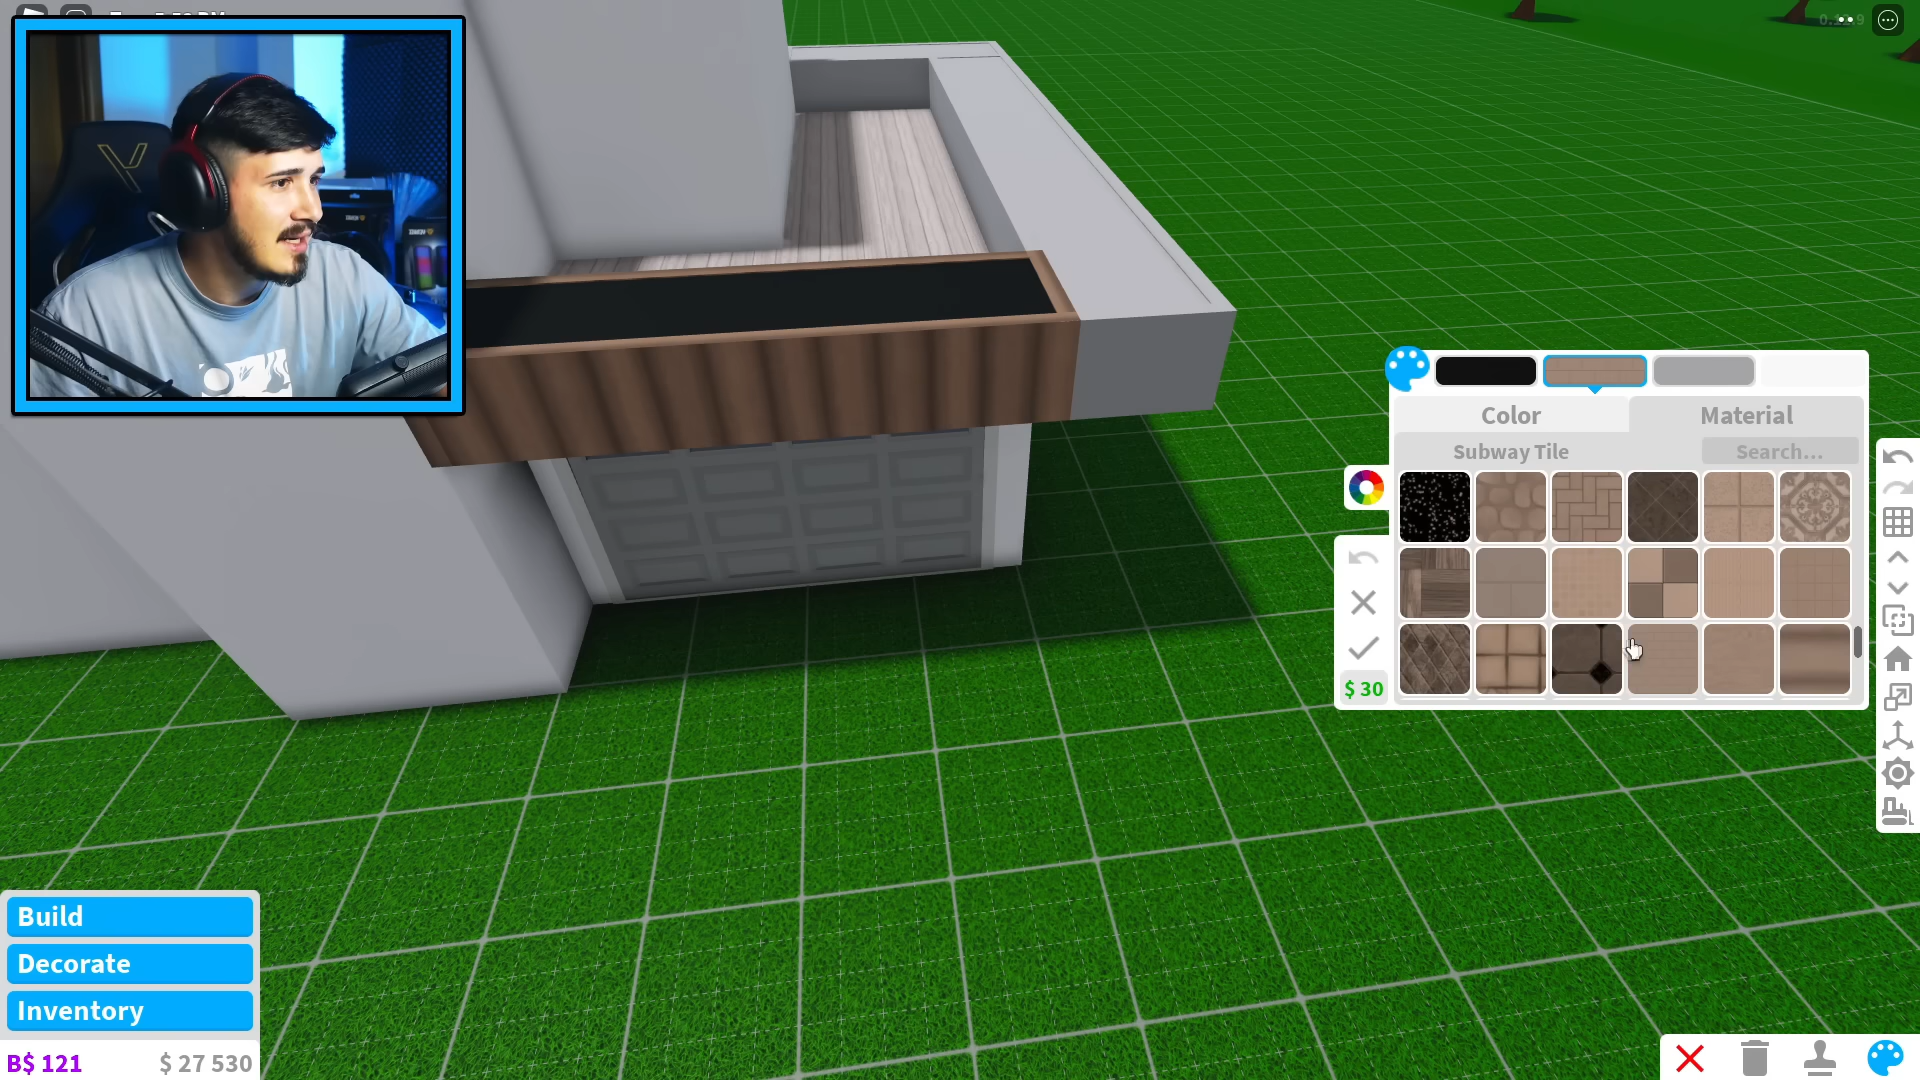 Color
Material
Subway Tile
Search...
$ 30
Build
Decorate
Inventory
B$ 121
$ 27 530